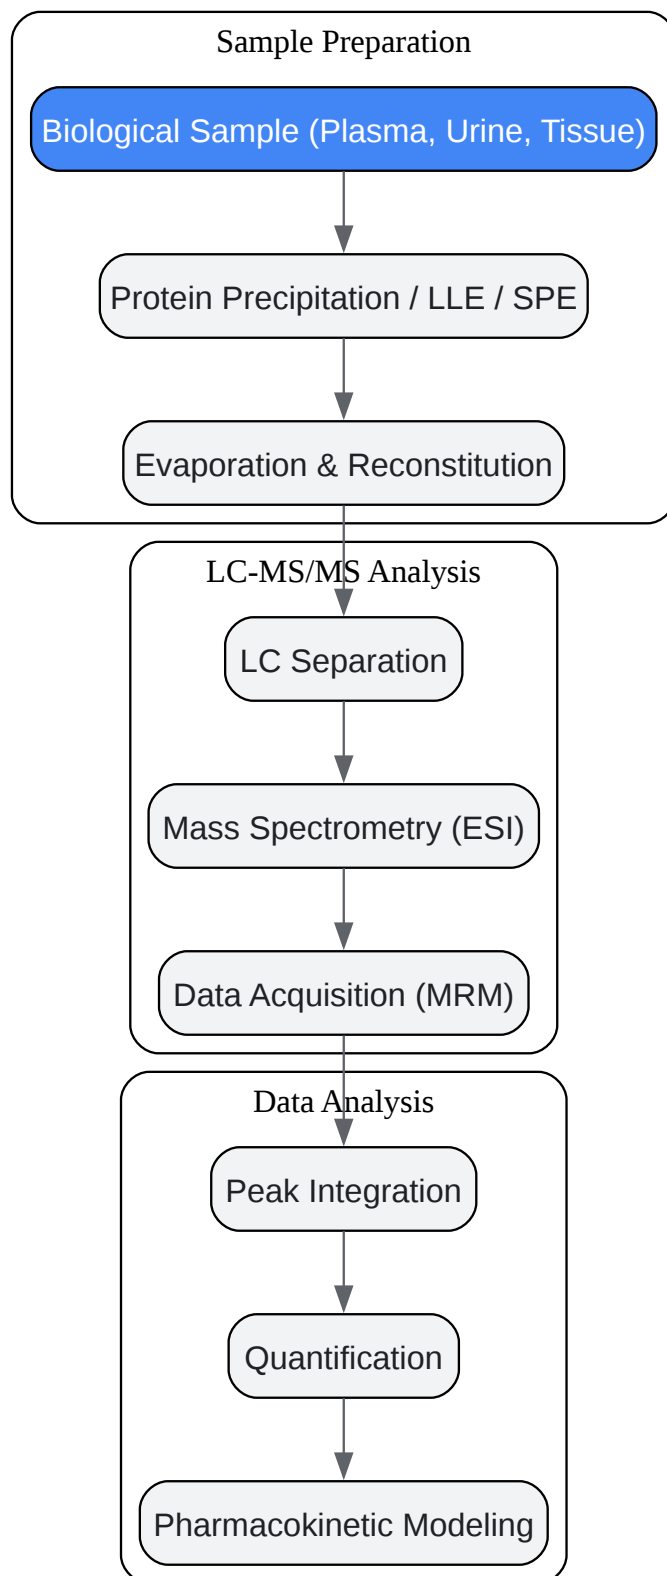 Sample Preparation
Biological Sample (Plasma, Urine, Tissue)
Protein Precipitation / LLE / SPE
Evaporation & Reconstitution
LC-MS/MS Analysis
LC Separation
Mass Spectrometry (ESI)
Data Acquisition (MRM)
Data Analysis
Peak Integration
Quantification
Pharmacokinetic Modeling